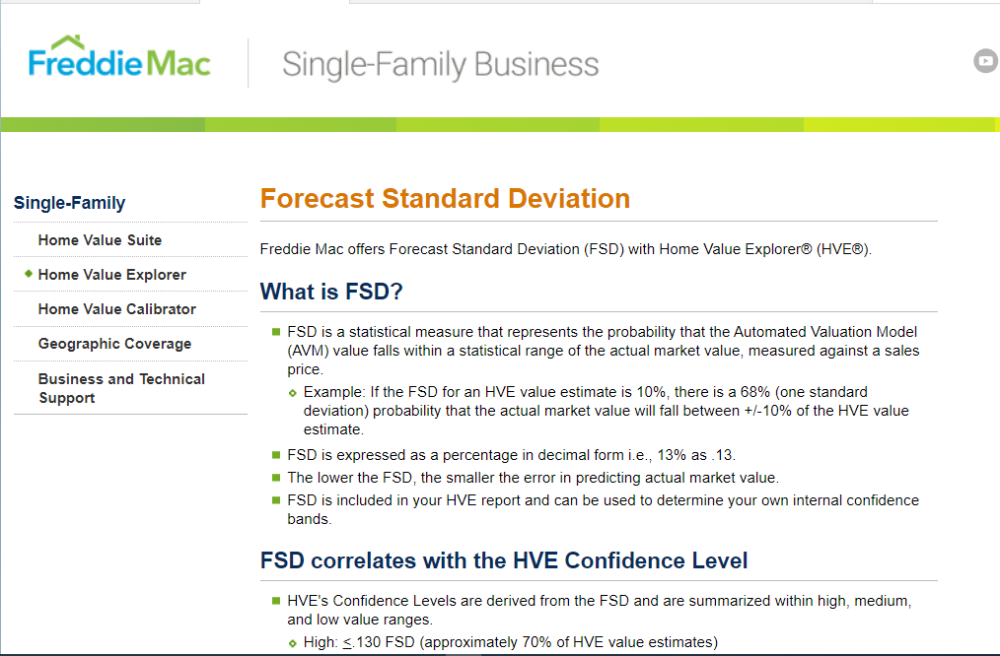 Freddie Mac
Single-Family Business
Single-Family
Home Value Suite
Home Value Explorer
Home Value Calibrator
Geographic Coverage
Business and Technical
Support
Forecast Standard Deviation
Freddie Mac offers Forecast Standard Deviation (FSD) with Home Value Explorer® (HVE®).
What is FSD?
FSD is a statistical measure that represents the probability that the Automated Valuation Model
(AVM) value falls within a statistical range of the actual market value, measured against a sales
price.
Example: If the FSD for an HVE value estimate is 10%, there is a 68% (one standard
deviation) probability that the actual market value will fall between +/-10% of the HVE value
estimate.
FSD is expressed as a percentage in decimal form i.e., 13% as .13.
The lower the FSD, the smaller the error in predicting actual market value.
FSD is included in your HVE report and can be used to determine your own internal confidence
bands.
FSD correlates with the HVE Confidence Level
HVE's Confidence Levels are derived from the FSD and are summarized within high, medium,
and low value ranges.
High: <.130 FSD (approximately 70% of HVE value estimates)